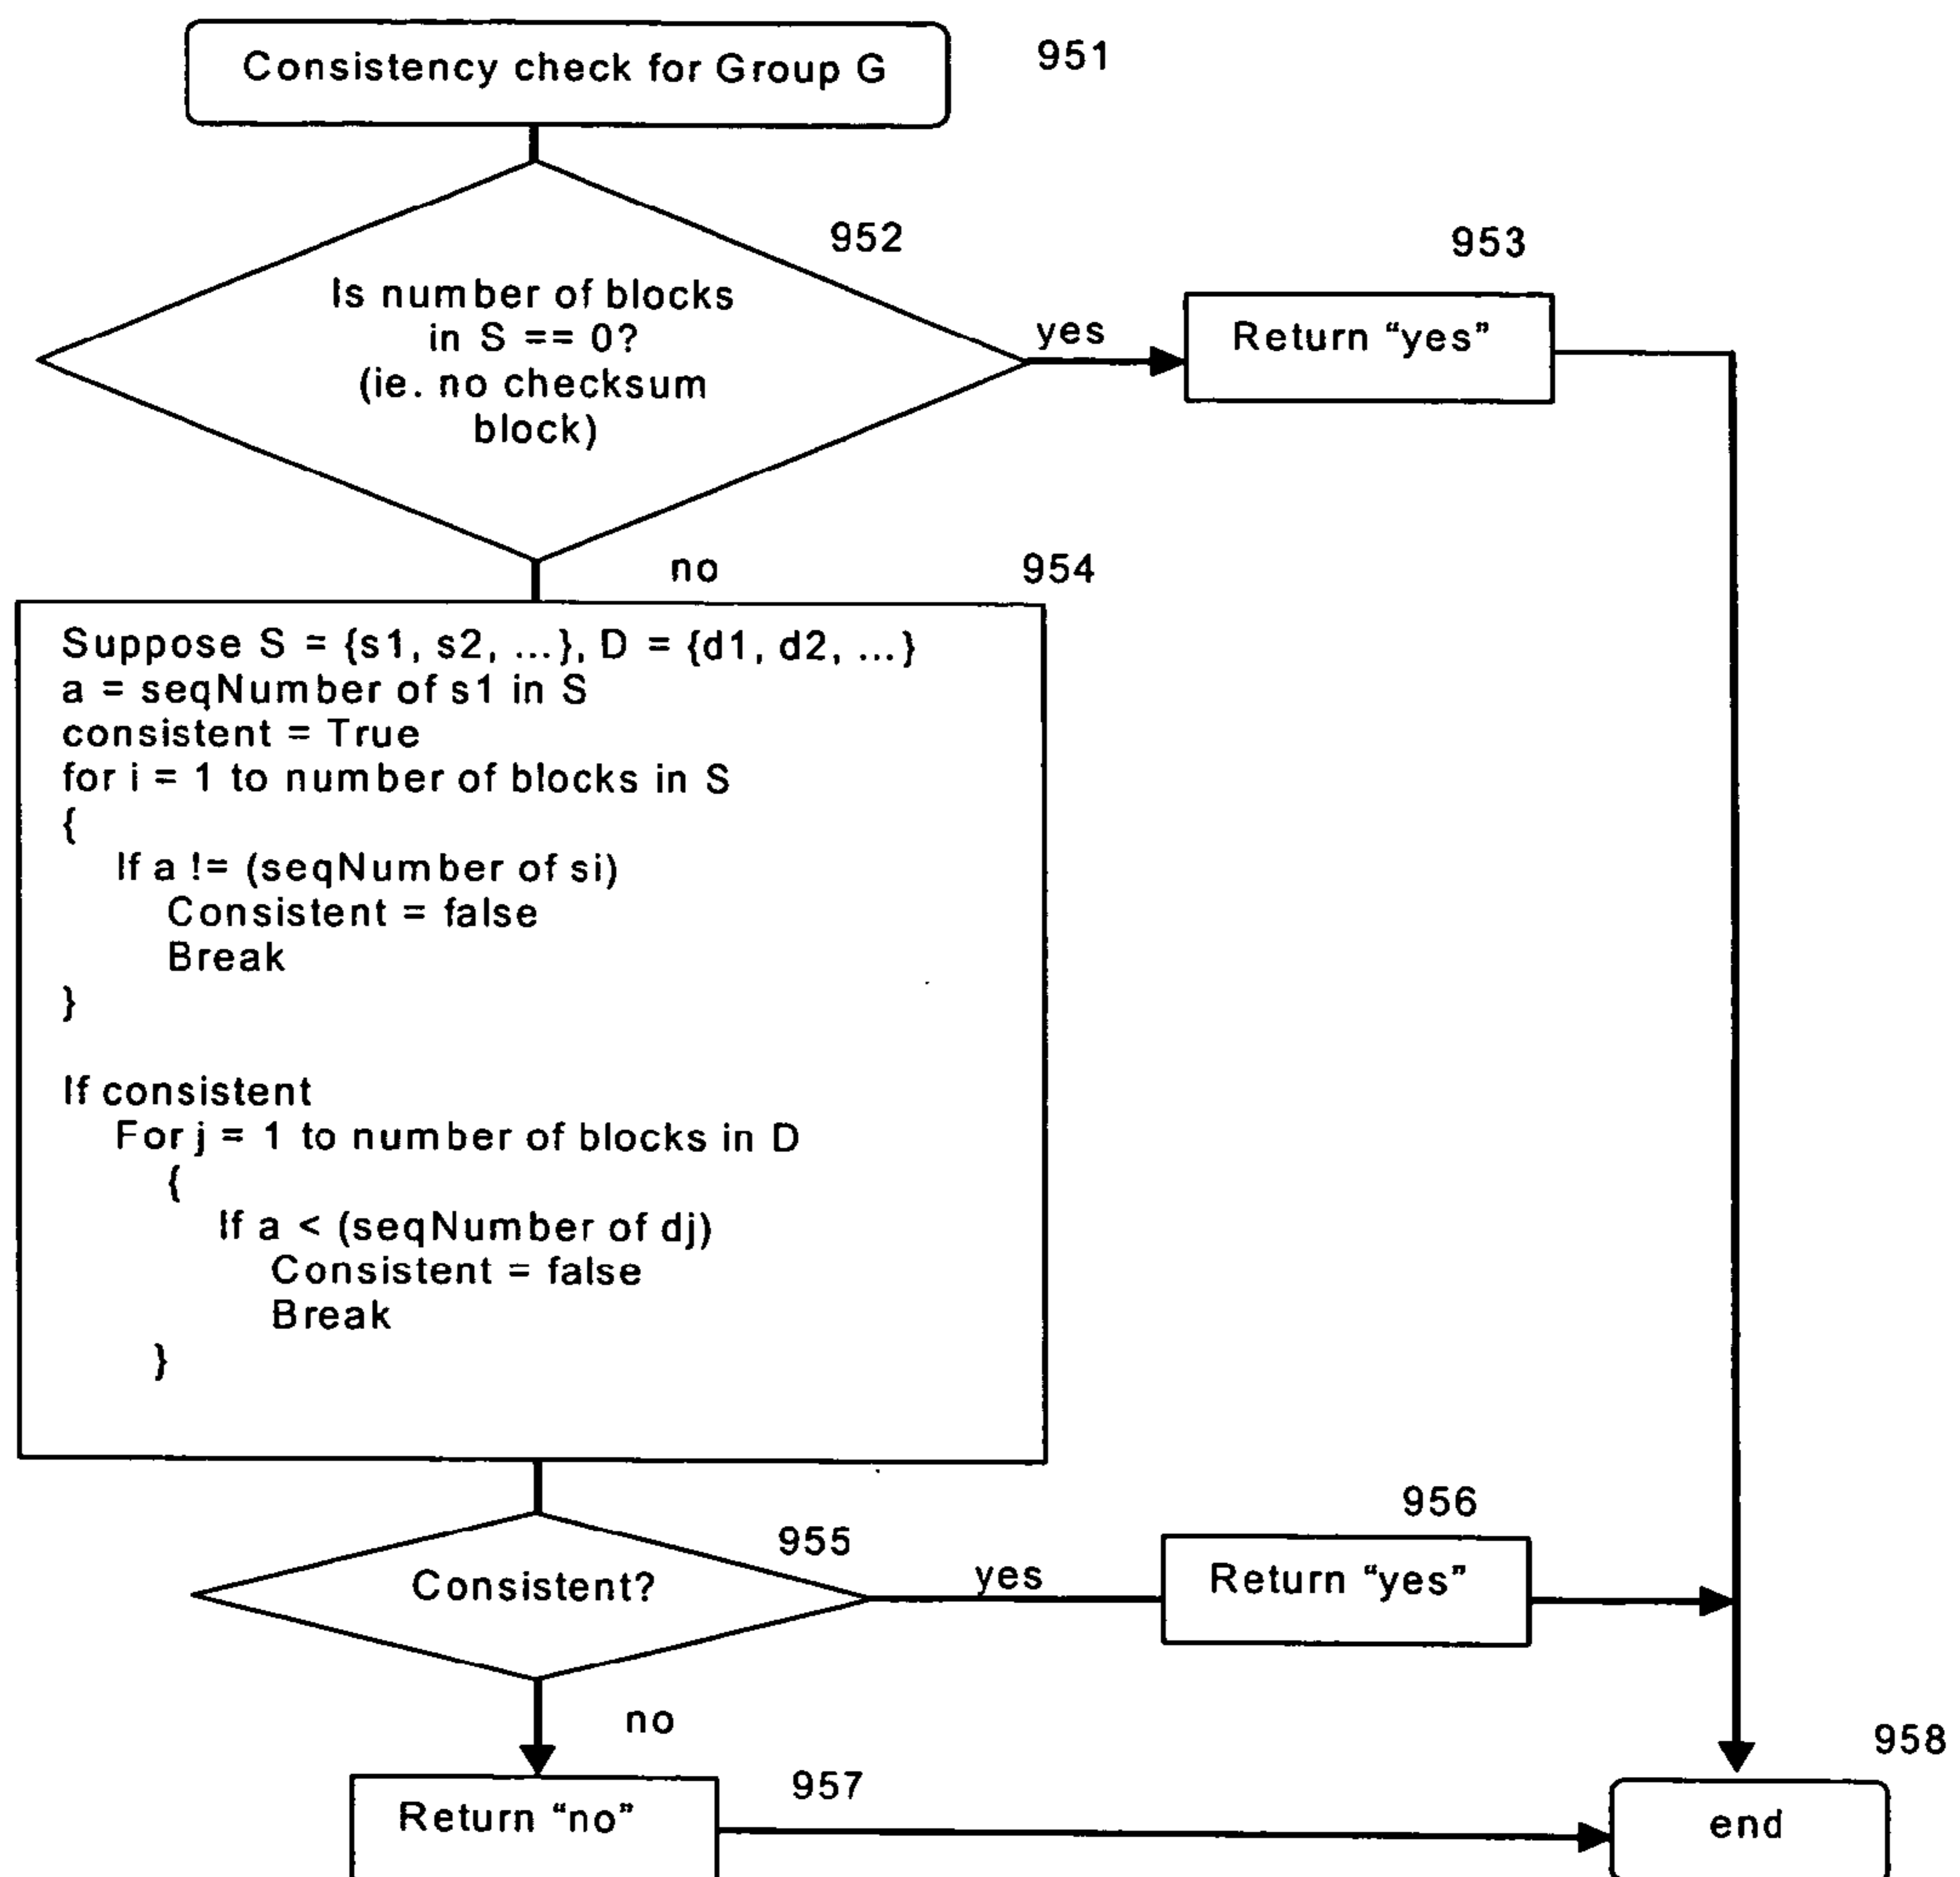 Consistency check for Group G
951
952
Is number of blocks
in S == 0?
(ie. no checksum
block)
yes
953
Return “yes”
no
954
Suppose S = {s1, s2, ...}, D = {d1, d2, ...}
a = seqNumber of s1 in S
consistent = True
for i = 1 to number of blocks in S
{
If a != (seqNumber of si)
Consistent = false
Break
}
If consistent
For j = 1 to number of blocks in D
{
If a < (seqNumber of dj)
Consistent = false
Break
}
955
Consistent?
yes
956
Return “yes”
no
957
Return “no”
958
end